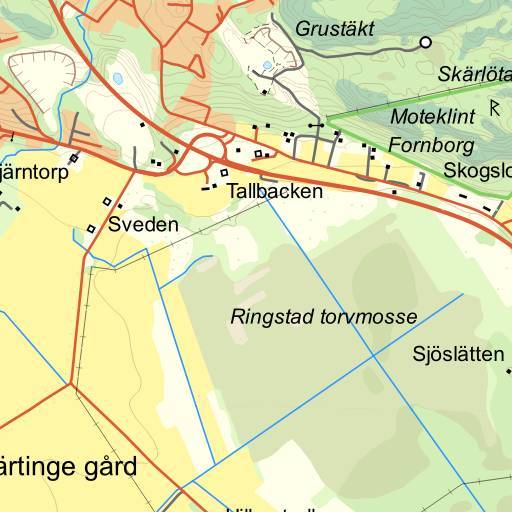 Grustäkt
Skärlöta
Moteklint
Fornborg
järntorp
Skogslo
Tallbacken
Sveden
Ringstad torvmosse
Sjöslätten
ärtinge gård